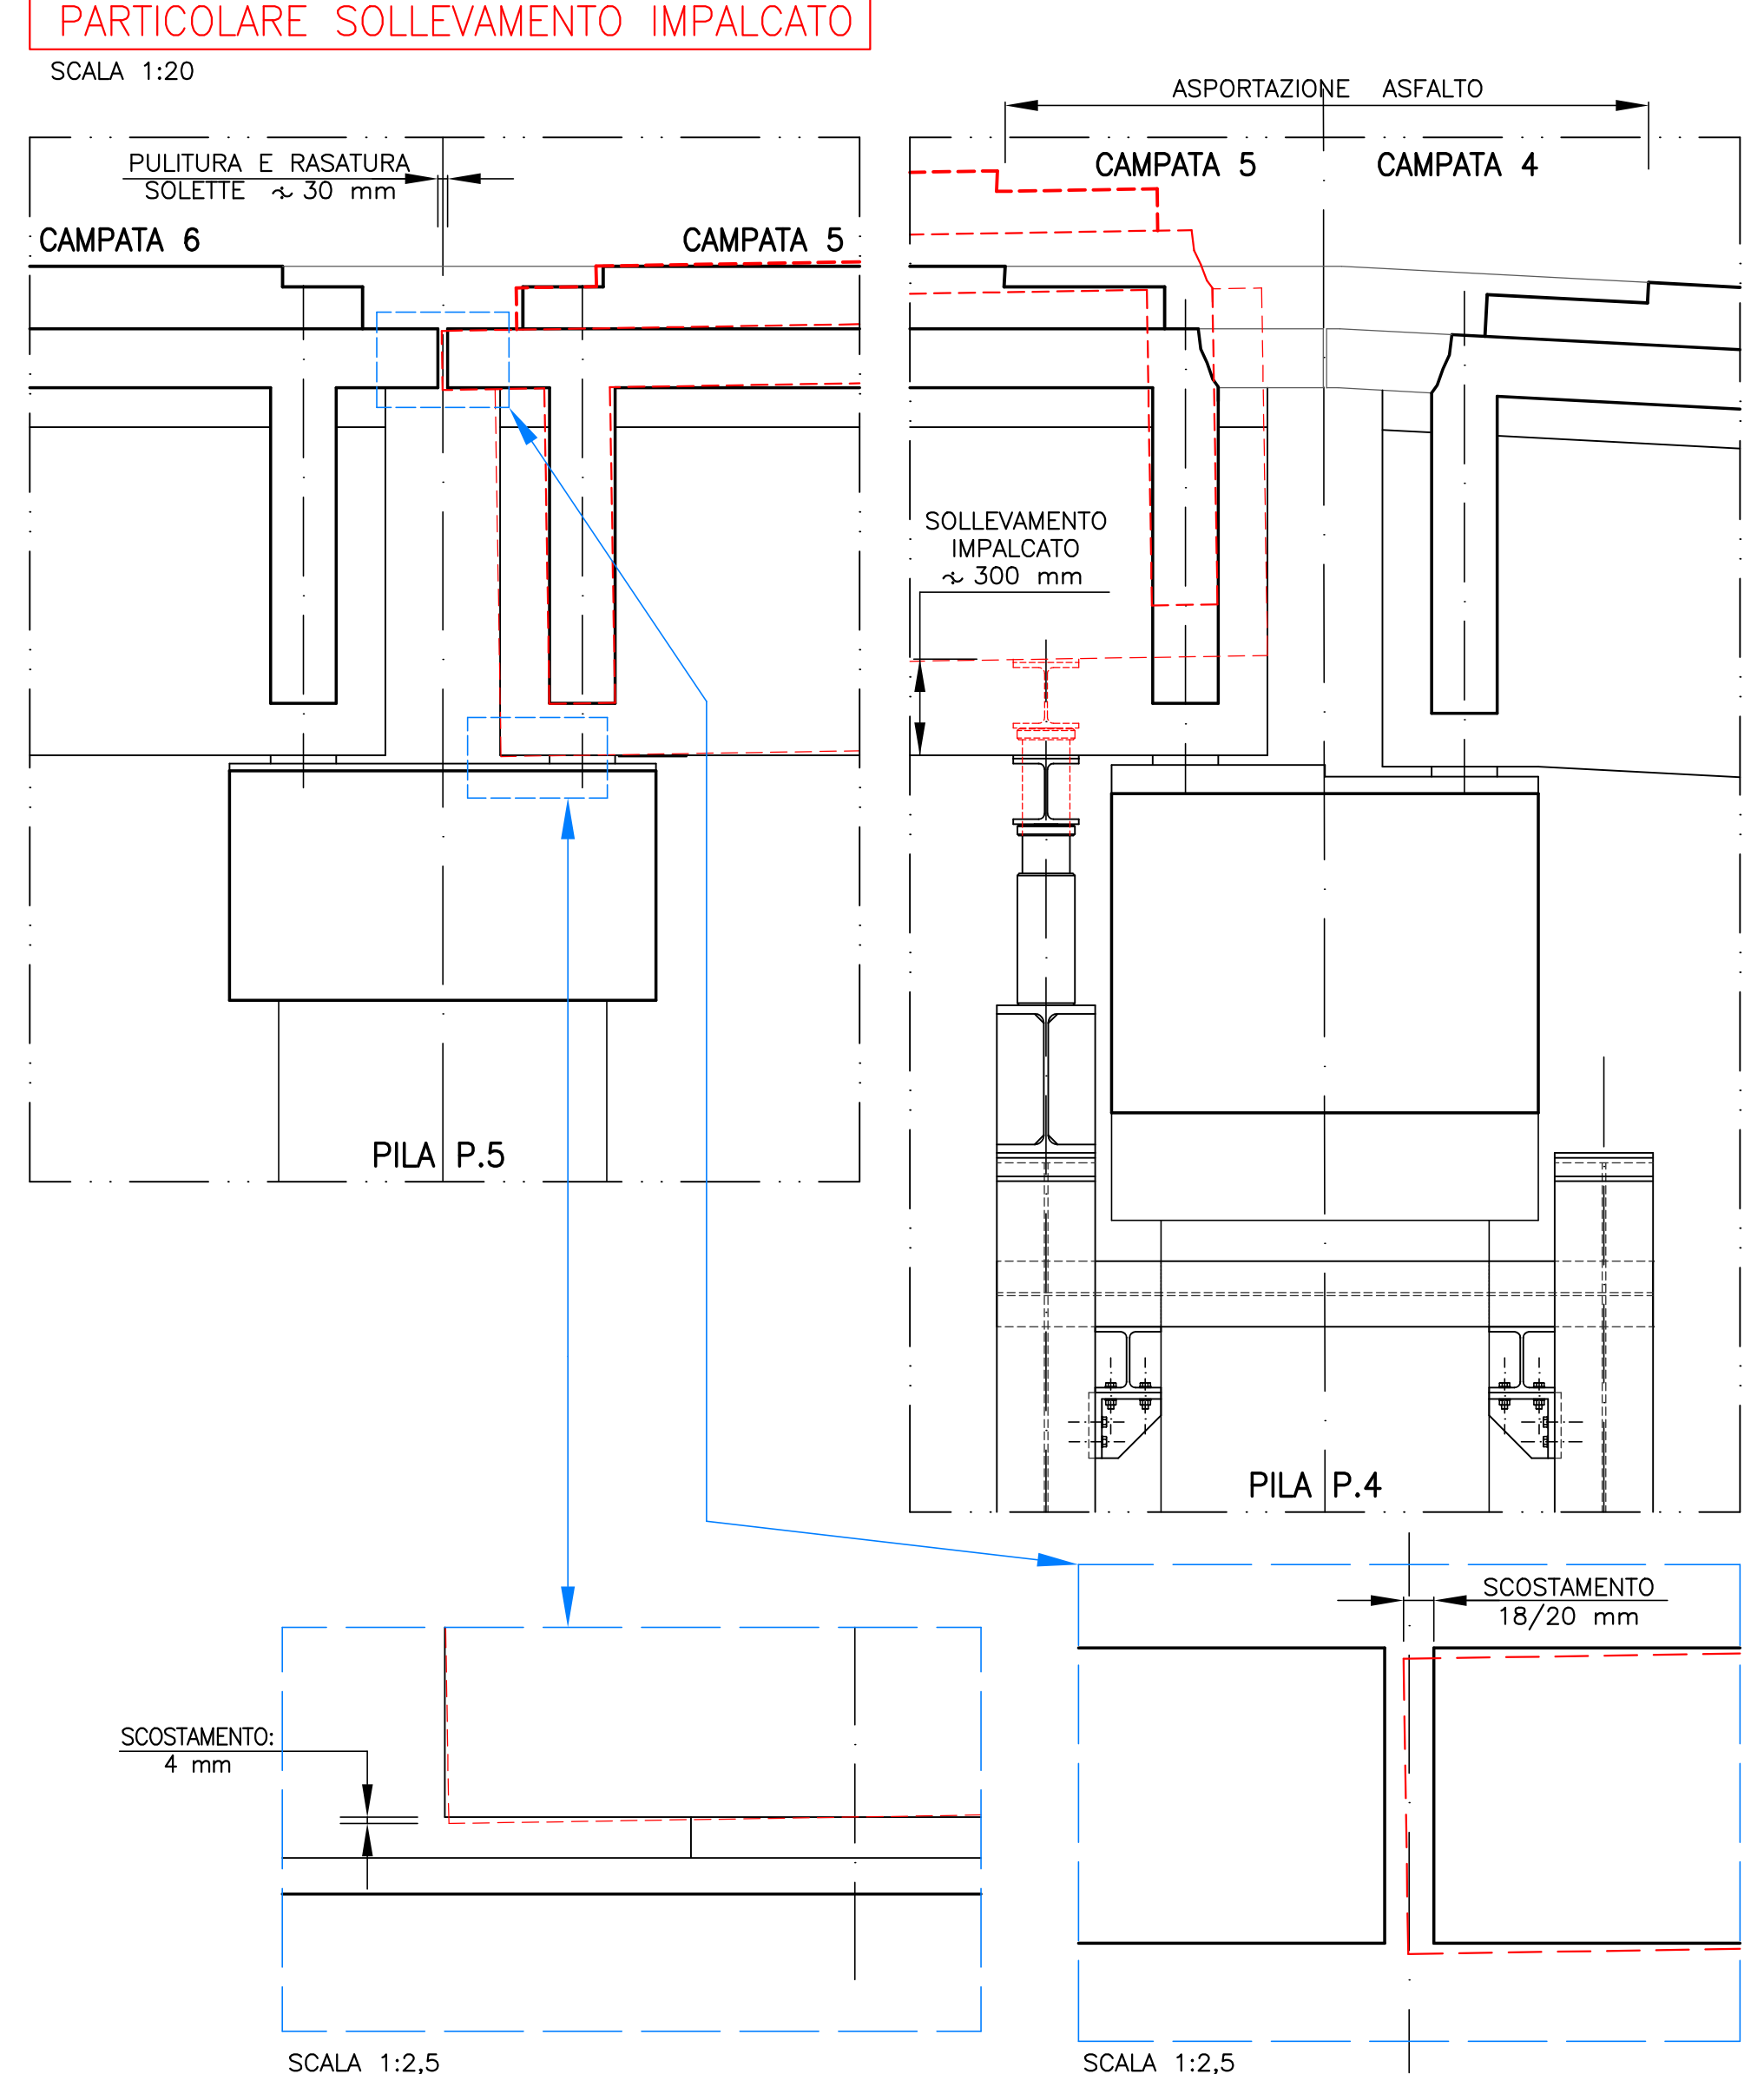 PARTICOLARE SOLLEVAMENTO IMPALCATO
SCALA 1:20
ASPORTAZIONE ASFALTO
PULITURA E RASATURA
SOLETTE ≈ 30 mm
CAMPATA 6
CAMPATA 5
CAMPATA 5
CAMPATA 4
SOLLEVAMENTO
IMPALCATO
≈ 300 mm
PILA P.5
PILA P.4
SCOSTAMENTO
18/20 mm
SCOSTAMENTO:
4 mm
SCALA 1:2,5
SCALA 1:2,5